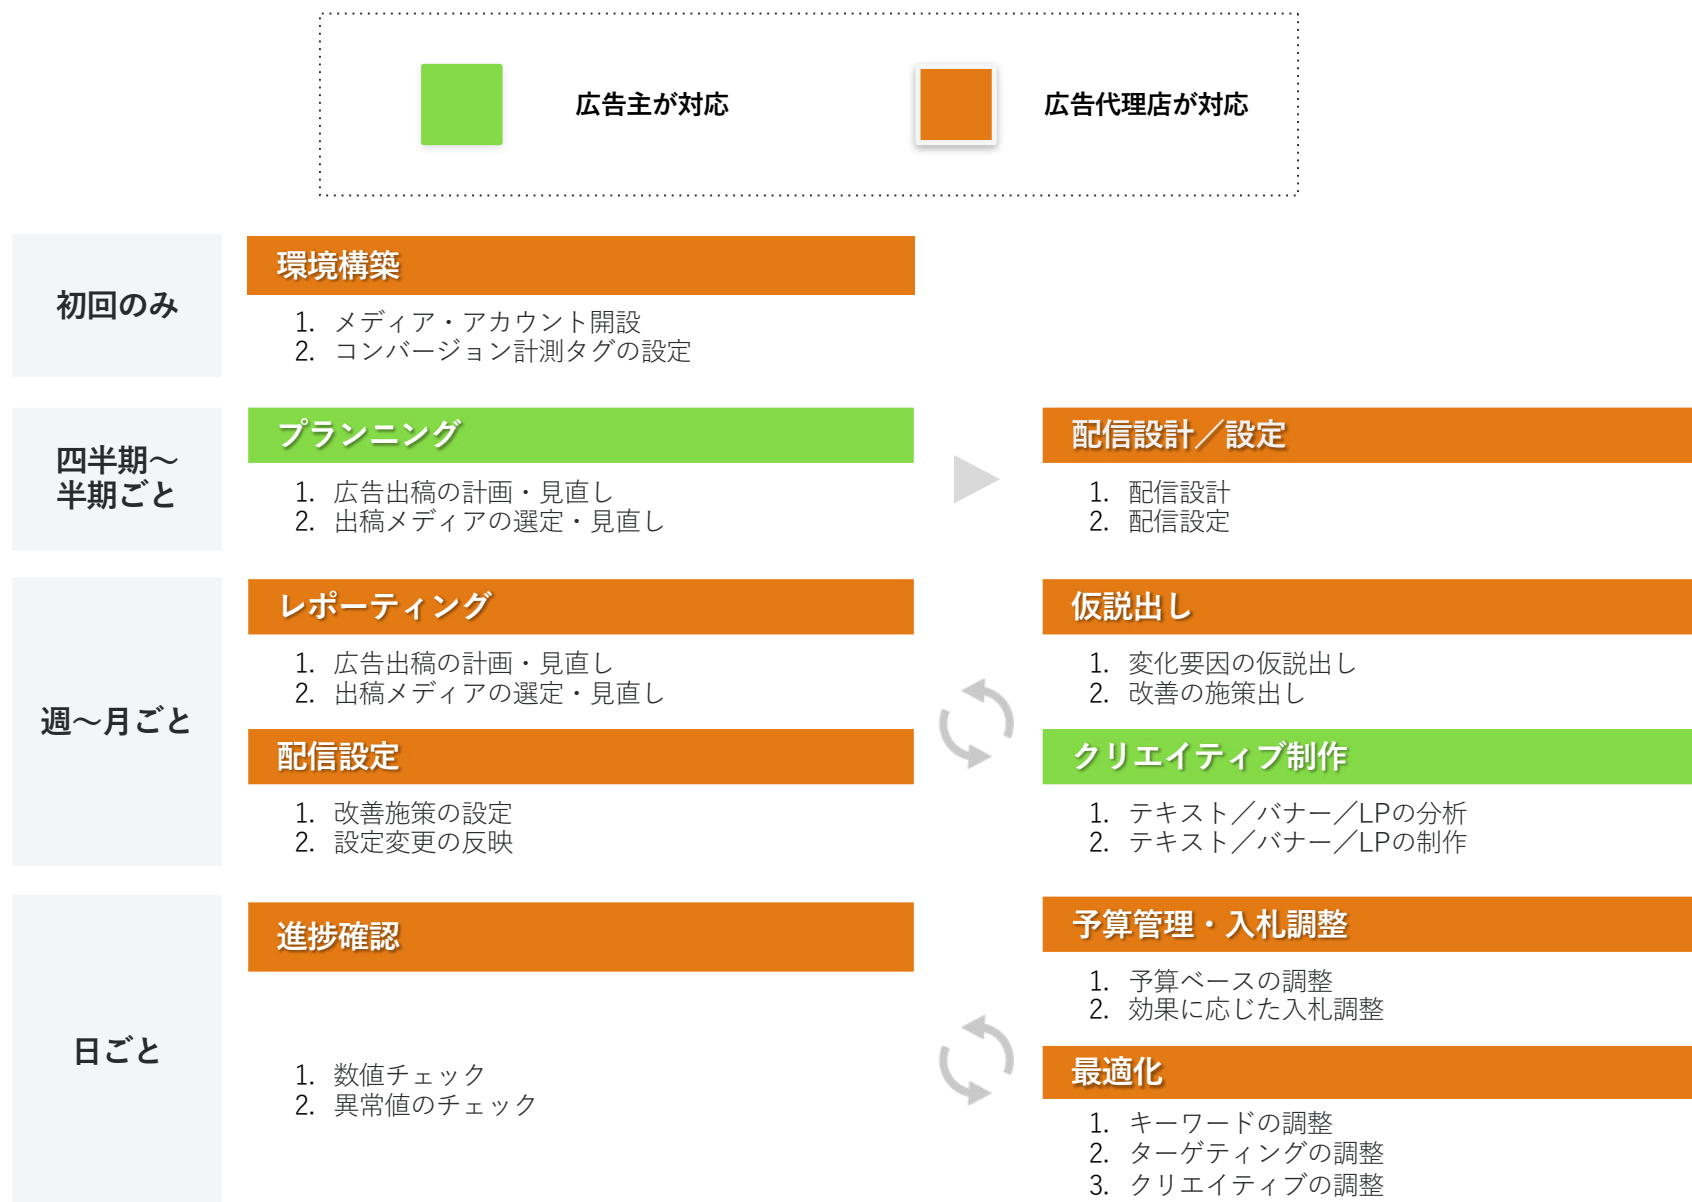 広告主が対応
広告代理店が対応
初回のみ
環境構築
1. メディア・アカウント開設
2. コンバージョン計測タグの設定
四半期〜
半期ごと
プランニング
1. 広告出稿の計画・見直し
2. 出稿メディアの選定・見直し
配信設計／設定
1. 配信設計
2. 配信設定
週〜月ごと
レポーティング
1. 広告出稿の計画・見直し
2. 出稿メディアの選定・見直し
仮説出し
1. 変化要因の仮説出し
2. 改善の施策出し
配信設定
1. 改善施策の設定
2. 設定変更の反映
クリエイティブ制作
1. テキスト／バナー／LPの分析
2. テキスト／バナー／LPの制作
日ごと
進捗確認
1. 数値チェック
2. 異常値のチェック
予算管理・入札調整
1. 予算ベースの調整
2. 効果に応じた入札調整
最適化
1. キーワードの調整
2. ターゲティングの調整
3. クリエイティブの調整